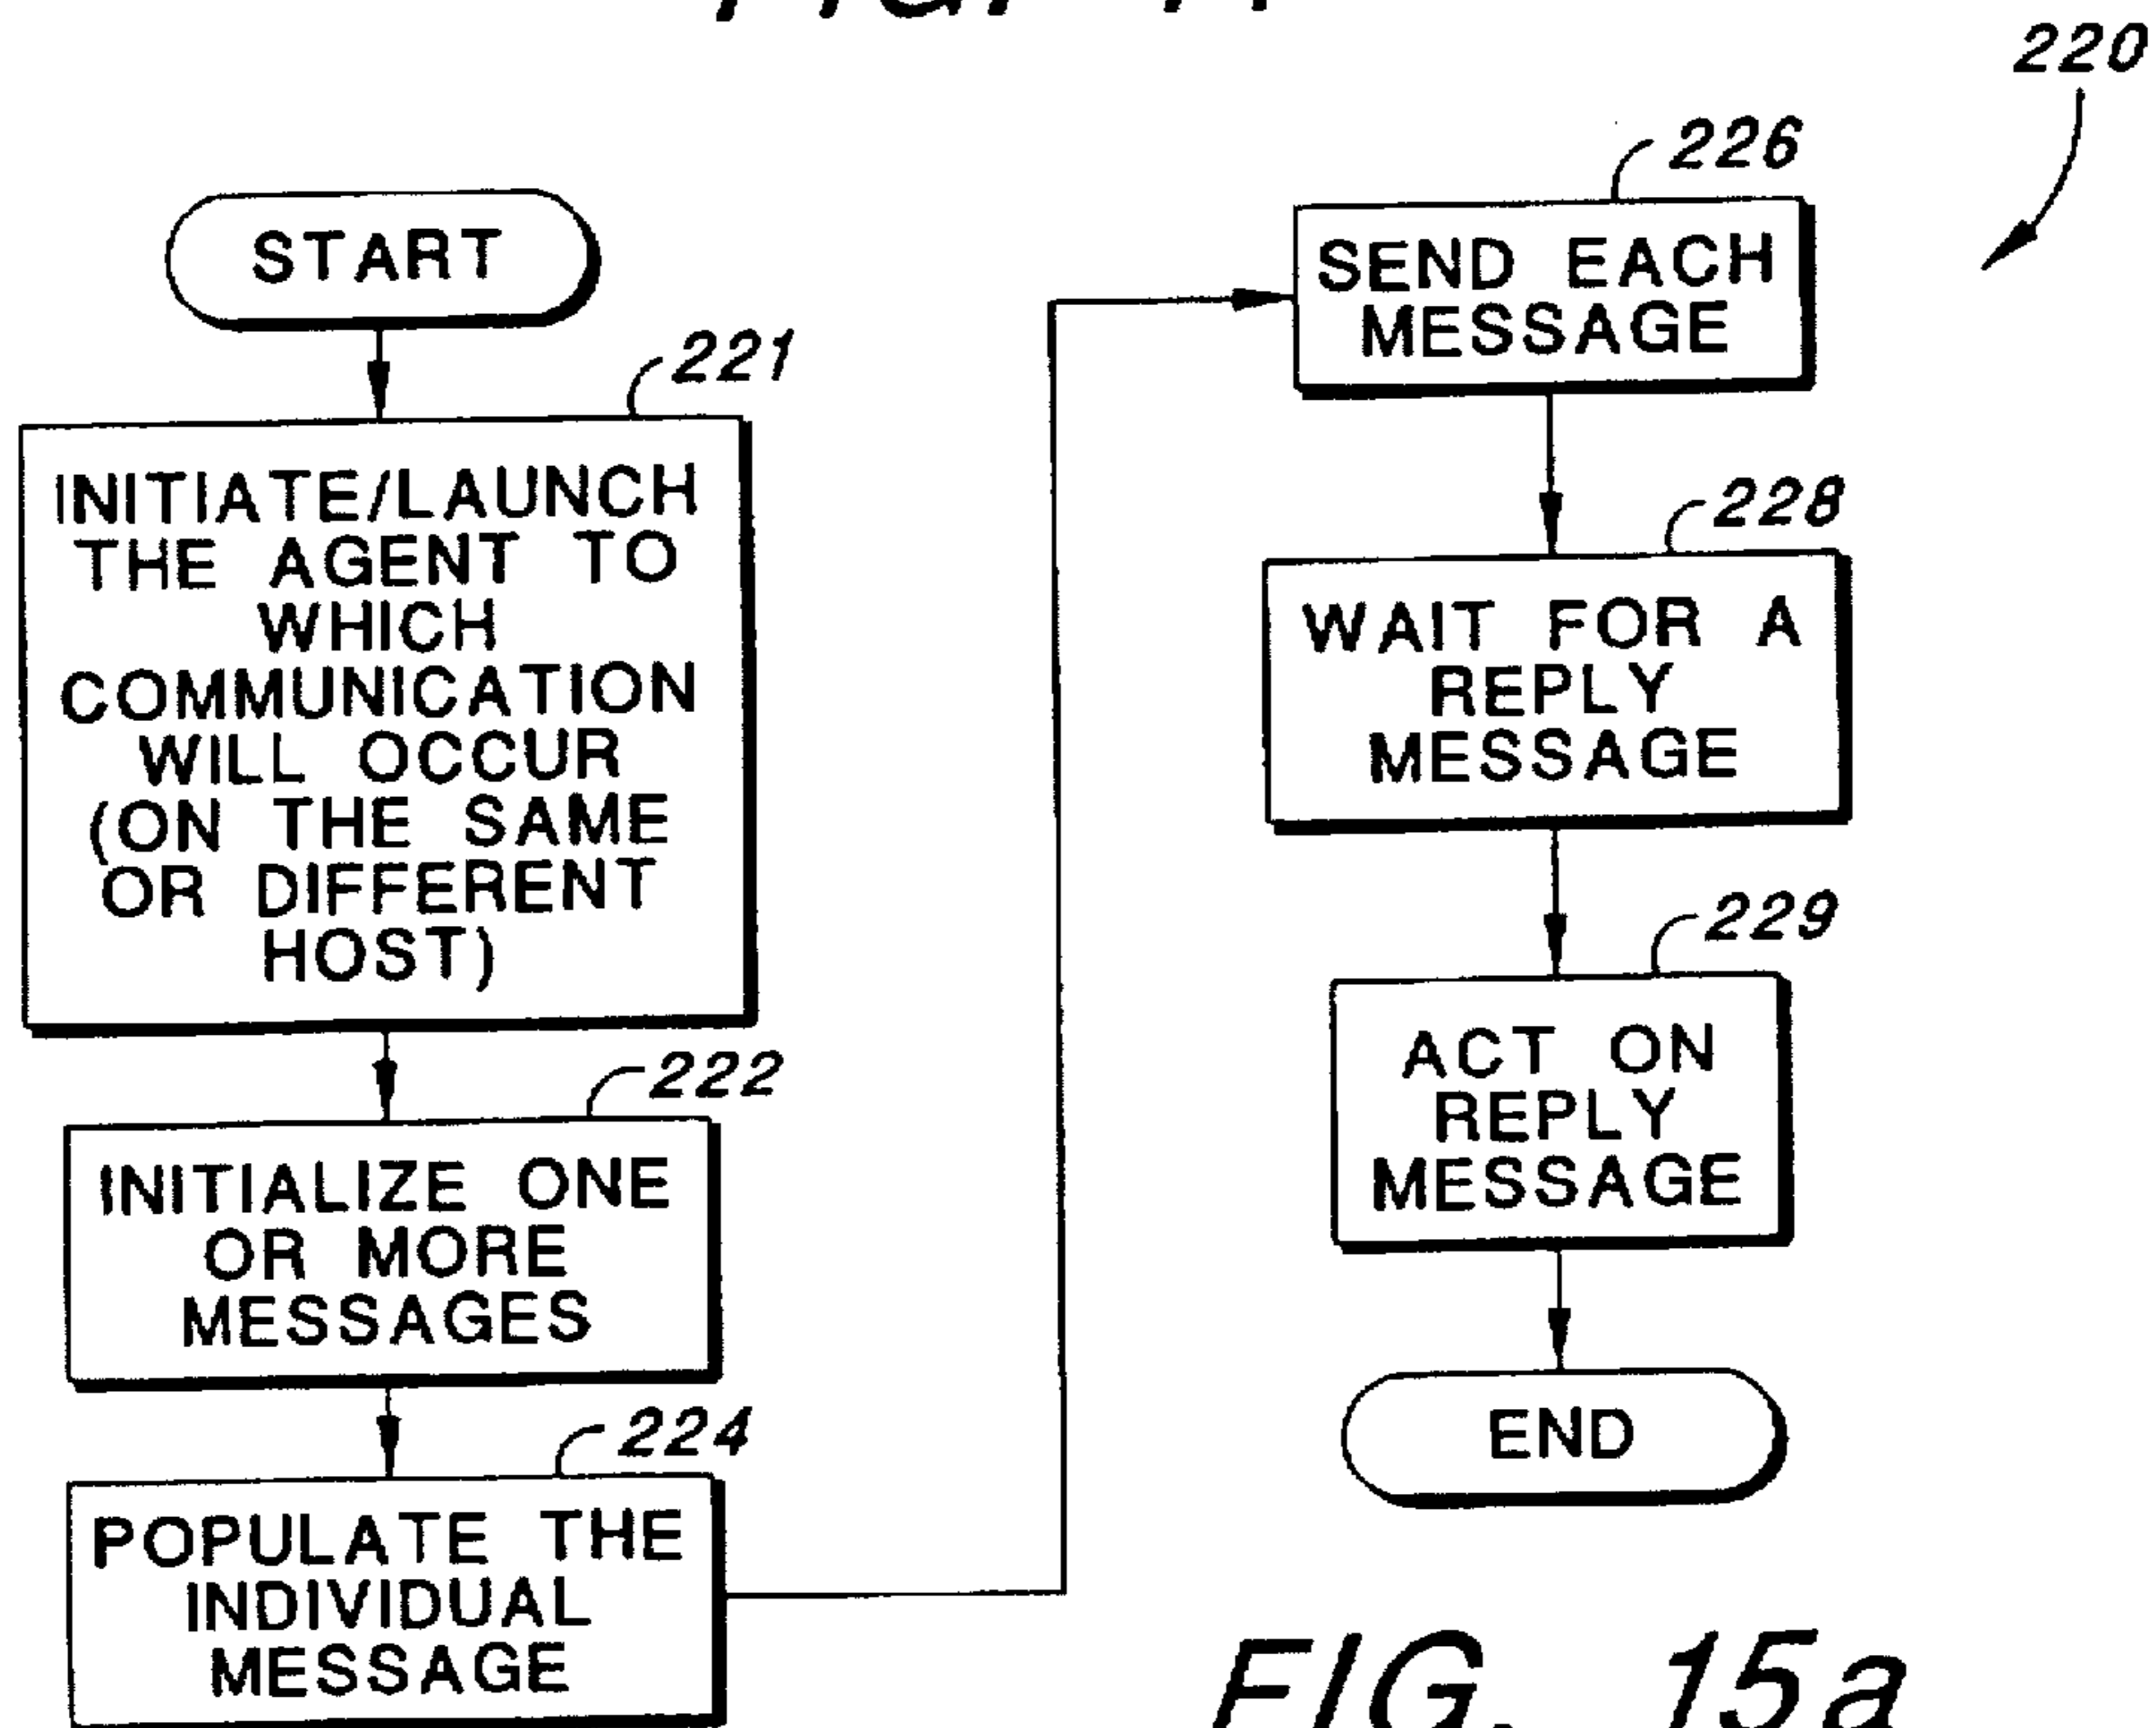 220
START
221
INITIATE/LAUNCH
THE AGENT TO
WHICH
COMMUNICATION
WILL OCCUR
(ON THE SAME
OR DIFFERENT
HOST)
222
INITIALIZE ONE
OR MORE
MESSAGES
224
POPULATE THE
INDIVIDUAL
MESSAGE
226
SEND EACH
MESSAGE
228
WAIT FOR A
REPLY
MESSAGE
229
ACT ON
REPLY
MESSAGE
END
FIG. 15a